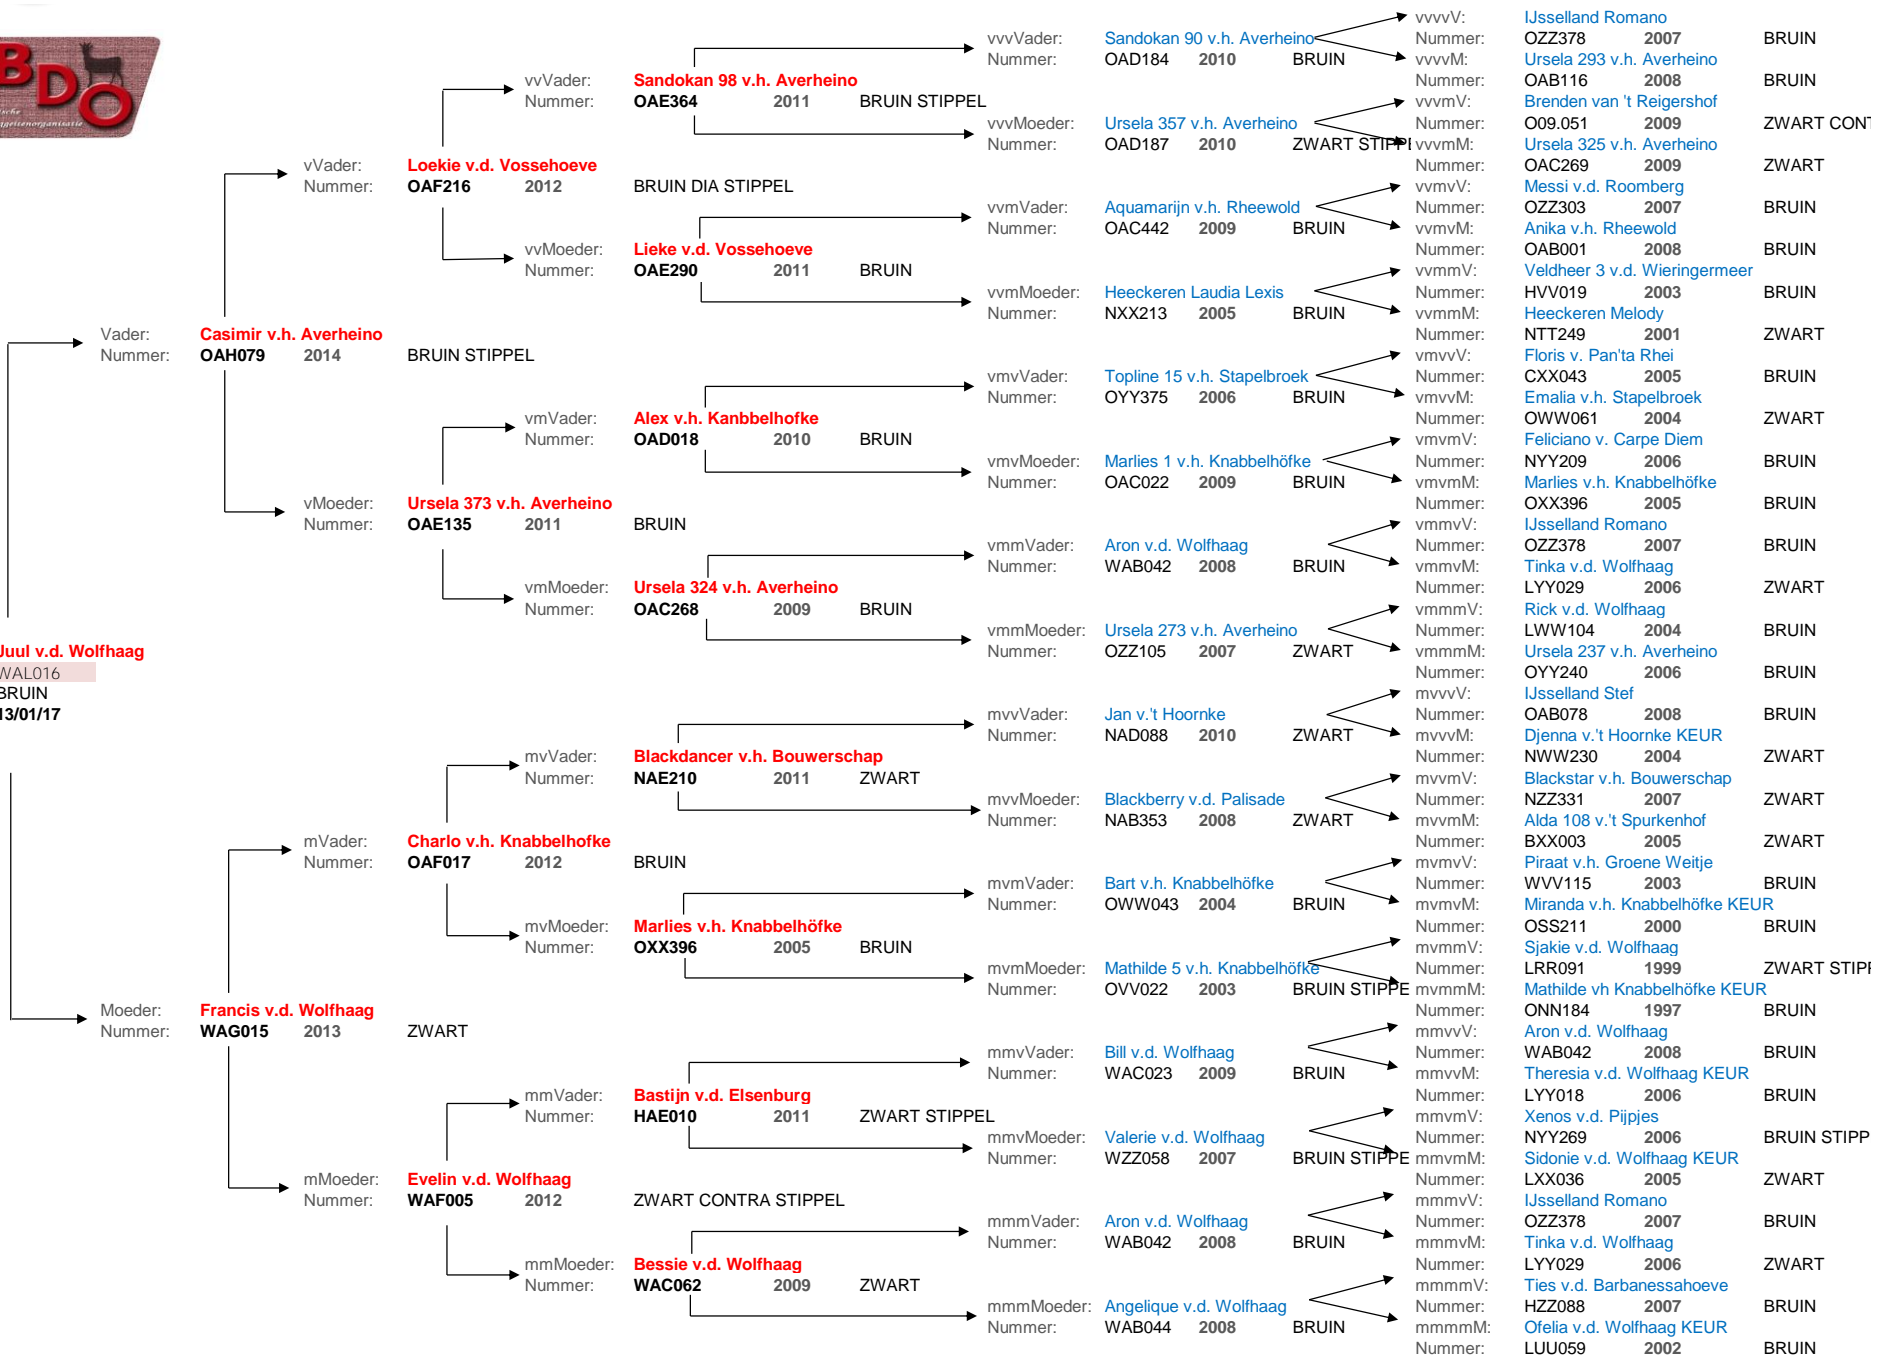 BDO
vvvvV: IJsselland Romano
vvvVader: Sandokan 90 v.h. Averheino Nummer: OZZ378 2007 BRUIN
Nummer: OAD184 2010 BRUIN vvvvM: Ursela 293 v.h. Averheino
vvVader: Sandokan 98 v.h. Averheino Nummer: OAB116 2008 BRUIN
Nummer: OAE364 2011 BRUIN STIPPEL vvvmV: Brenden van 't Reigershof
vvvMoeder: Ursela 357 v.h. Averheino Nummer: O09.051 2009 ZWART CONT
Nummer: OAD187 2010 ZWART STIPPE vvvmM: Ursela 325 v.h. Averheino
vVader: Loekie v.d. Vossehoeve Nummer: OAC269 2009 ZWART
Nummer: OAF216 2012 BRUIN DIA STIPPEL vvmvV: Messi v.d. Roomberg
vvmVader: Aquamarijn v.h. Rheewold Nummer: OZZ303 2007 BRUIN
Nummer: OAC442 2009 BRUIN vvmvM: Anika v.h. Rheewold
vvMoeder: Lieke v.d. Vossehoeve Nummer: OAB001 2008 BRUIN
Nummer: OAE290 2011 BRUIN vvmmV: Veldheer 3 v.d. Wieringermeer
vvmMoeder: Heeckeren Laudia Lexis Nummer: HVV019 2003 BRUIN
Nummer: NXX213 2005 BRUIN vvmmM: Heeckeren Melody
Vader: Casimir v.h. Averheino Nummer: NTT249 2001 ZWART
Nummer: OAH079 2014 BRUIN STIPPEL vmvvV: Floris v. Pan'ta Rhei
vmvVader: Topline 15 v.h. Stapelbroek Nummer: CXX043 2005 BRUIN
Nummer: OYY375 2006 BRUIN vmvvM: Emalia v.h. Stapelbroek
vmVader: Alex v.h. Kanbbelhofke Nummer: OWW061 2004 ZWART
Nummer: OAD018 2010 BRUIN vmvmV: Feliciano v. Carpe Diem
vmvMoeder: Marlies 1 v.h. Knabbelhöfke Nummer: NYY209 2006 BRUIN
Nummer: OAC022 2009 BRUIN vmvmM: Marlies v.h. Knabbelhöfke
vMoeder: Ursela 373 v.h. Averheino Nummer: OXX396 2005 BRUIN
Nummer: OAE135 2011 BRUIN vmmvV: IJsselland Romano
vmmVader: Aron v.d. Wolfhaag Nummer: OZZ378 2007 BRUIN
Nummer: WAB042 2008 BRUIN vmmvM: Tinka v.d. Wolfhaag
vmMoeder: Ursela 324 v.h. Averheino Nummer: LYY029 2006 ZWART
Nummer: OAC268 2009 BRUIN vmmmV: Rick v.d. Wolfhaag
vmmMoeder: Ursela 273 v.h. Averheino Nummer: LWW104 2004 BRUIN
Juul v.d. Wolfhaag Nummer: OZZ105 2007 ZWART vmmmM: Ursela 237 v.h. Averheino
WAL016 Nummer: OYY240 2006 BRUIN
BRUIN mvvvV: IJsselland Stef
13/01/17 mvvVader: Jan v.'t Hoornke Nummer: OAB078 2008 BRUIN
Nummer: NAD088 2010 ZWART mvvvM: Djenna v.'t Hoornke KEUR
mvVader: Blackdancer v.h. Bouwerschap Nummer: NWW230 2004 ZWART
Nummer: NAE210 2011 ZWART mvvmV: Blackstar v.h. Bouwerschap
mvvMoeder: Blackberry v.d. Palisade Nummer: NZZ331 2007 ZWART
Nummer: NAB353 2008 ZWART mvvmM: Alda 108 v.'t Spurkenhof
mVader: Charlo v.h. Knabbelhofke Nummer: BXX003 2005 ZWART
Nummer: OAF017 2012 BRUIN mvmvV: Piraat v.h. Groene Weitje
mvmVader: Bart v.h. Knabbelhöfke Nummer: WVV115 2003 BRUIN
Nummer: OWW043 2004 BRUIN mvmvM: Miranda v.h. Knabbelhöfke KEUR
mvMoeder: Marlies v.h. Knabbelhöfke Nummer: OSS211 2000 BRUIN
Nummer: OXX396 2005 BRUIN mvmmV: Sjakie v.d. Wolfhaag
mvmMoeder: Mathilde 5 v.h. Knabbelhöfke Nummer: LRR091 1999 ZWART STIPP
Nummer: OVV022 2003 BRUIN STIPPE mvmmM: Mathilde vh Knabbelhöfke KEUR
Moeder: Francis v.d. Wolfhaag Nummer: ONN184 1997 BRUIN
Nummer: WAG015 2013 ZWART mmvvV: Aron v.d. Wolfhaag
mmvVader: Bill v.d. Wolfhaag Nummer: WAB042 2008 BRUIN
Nummer: WAC023 2009 BRUIN mmvvM: Theresia v.d. Wolfhaag KEUR
mmVader: Bastijn v.d. Elsenburg Nummer: LYY018 2006 BRUIN
Nummer: HAE010 2011 ZWART STIPPEL mmvmV: Xenos v.d. Pijpjes
mmvMoeder: Valerie v.d. Wolfhaag Nummer: NYY269 2006 BRUIN STIPP
Nummer: WZZ058 2007 BRUIN STIPPE mmvmM: Sidonie v.d. Wolfhaag KEUR
mMoeder: Evelin v.d. Wolfhaag Nummer: LXX036 2005 ZWART
Nummer: WAF005 2012 ZWART CONTRA STIPPEL mmmvV: IJsselland Romano
mmmVader: Aron v.d. Wolfhaag Nummer: OZZ378 2007 BRUIN
Nummer: WAB042 2008 BRUIN mmmvM: Tinka v.d. Wolfhaag
mmMoeder: Bessie v.d. Wolfhaag Nummer: LYY029 2006 ZWART
Nummer: WAC062 2009 ZWART mmmmV: Ties v.d. Barbanessahoeve
mmmMoeder: Angelique v.d. Wolfhaag Nummer: HZZ088 2007 BRUIN
Nummer: WAB044 2008 BRUIN mmmmM: Ofelia v.d. Wolfhaag KEUR
Nummer: LUU059 2002 BRUIN